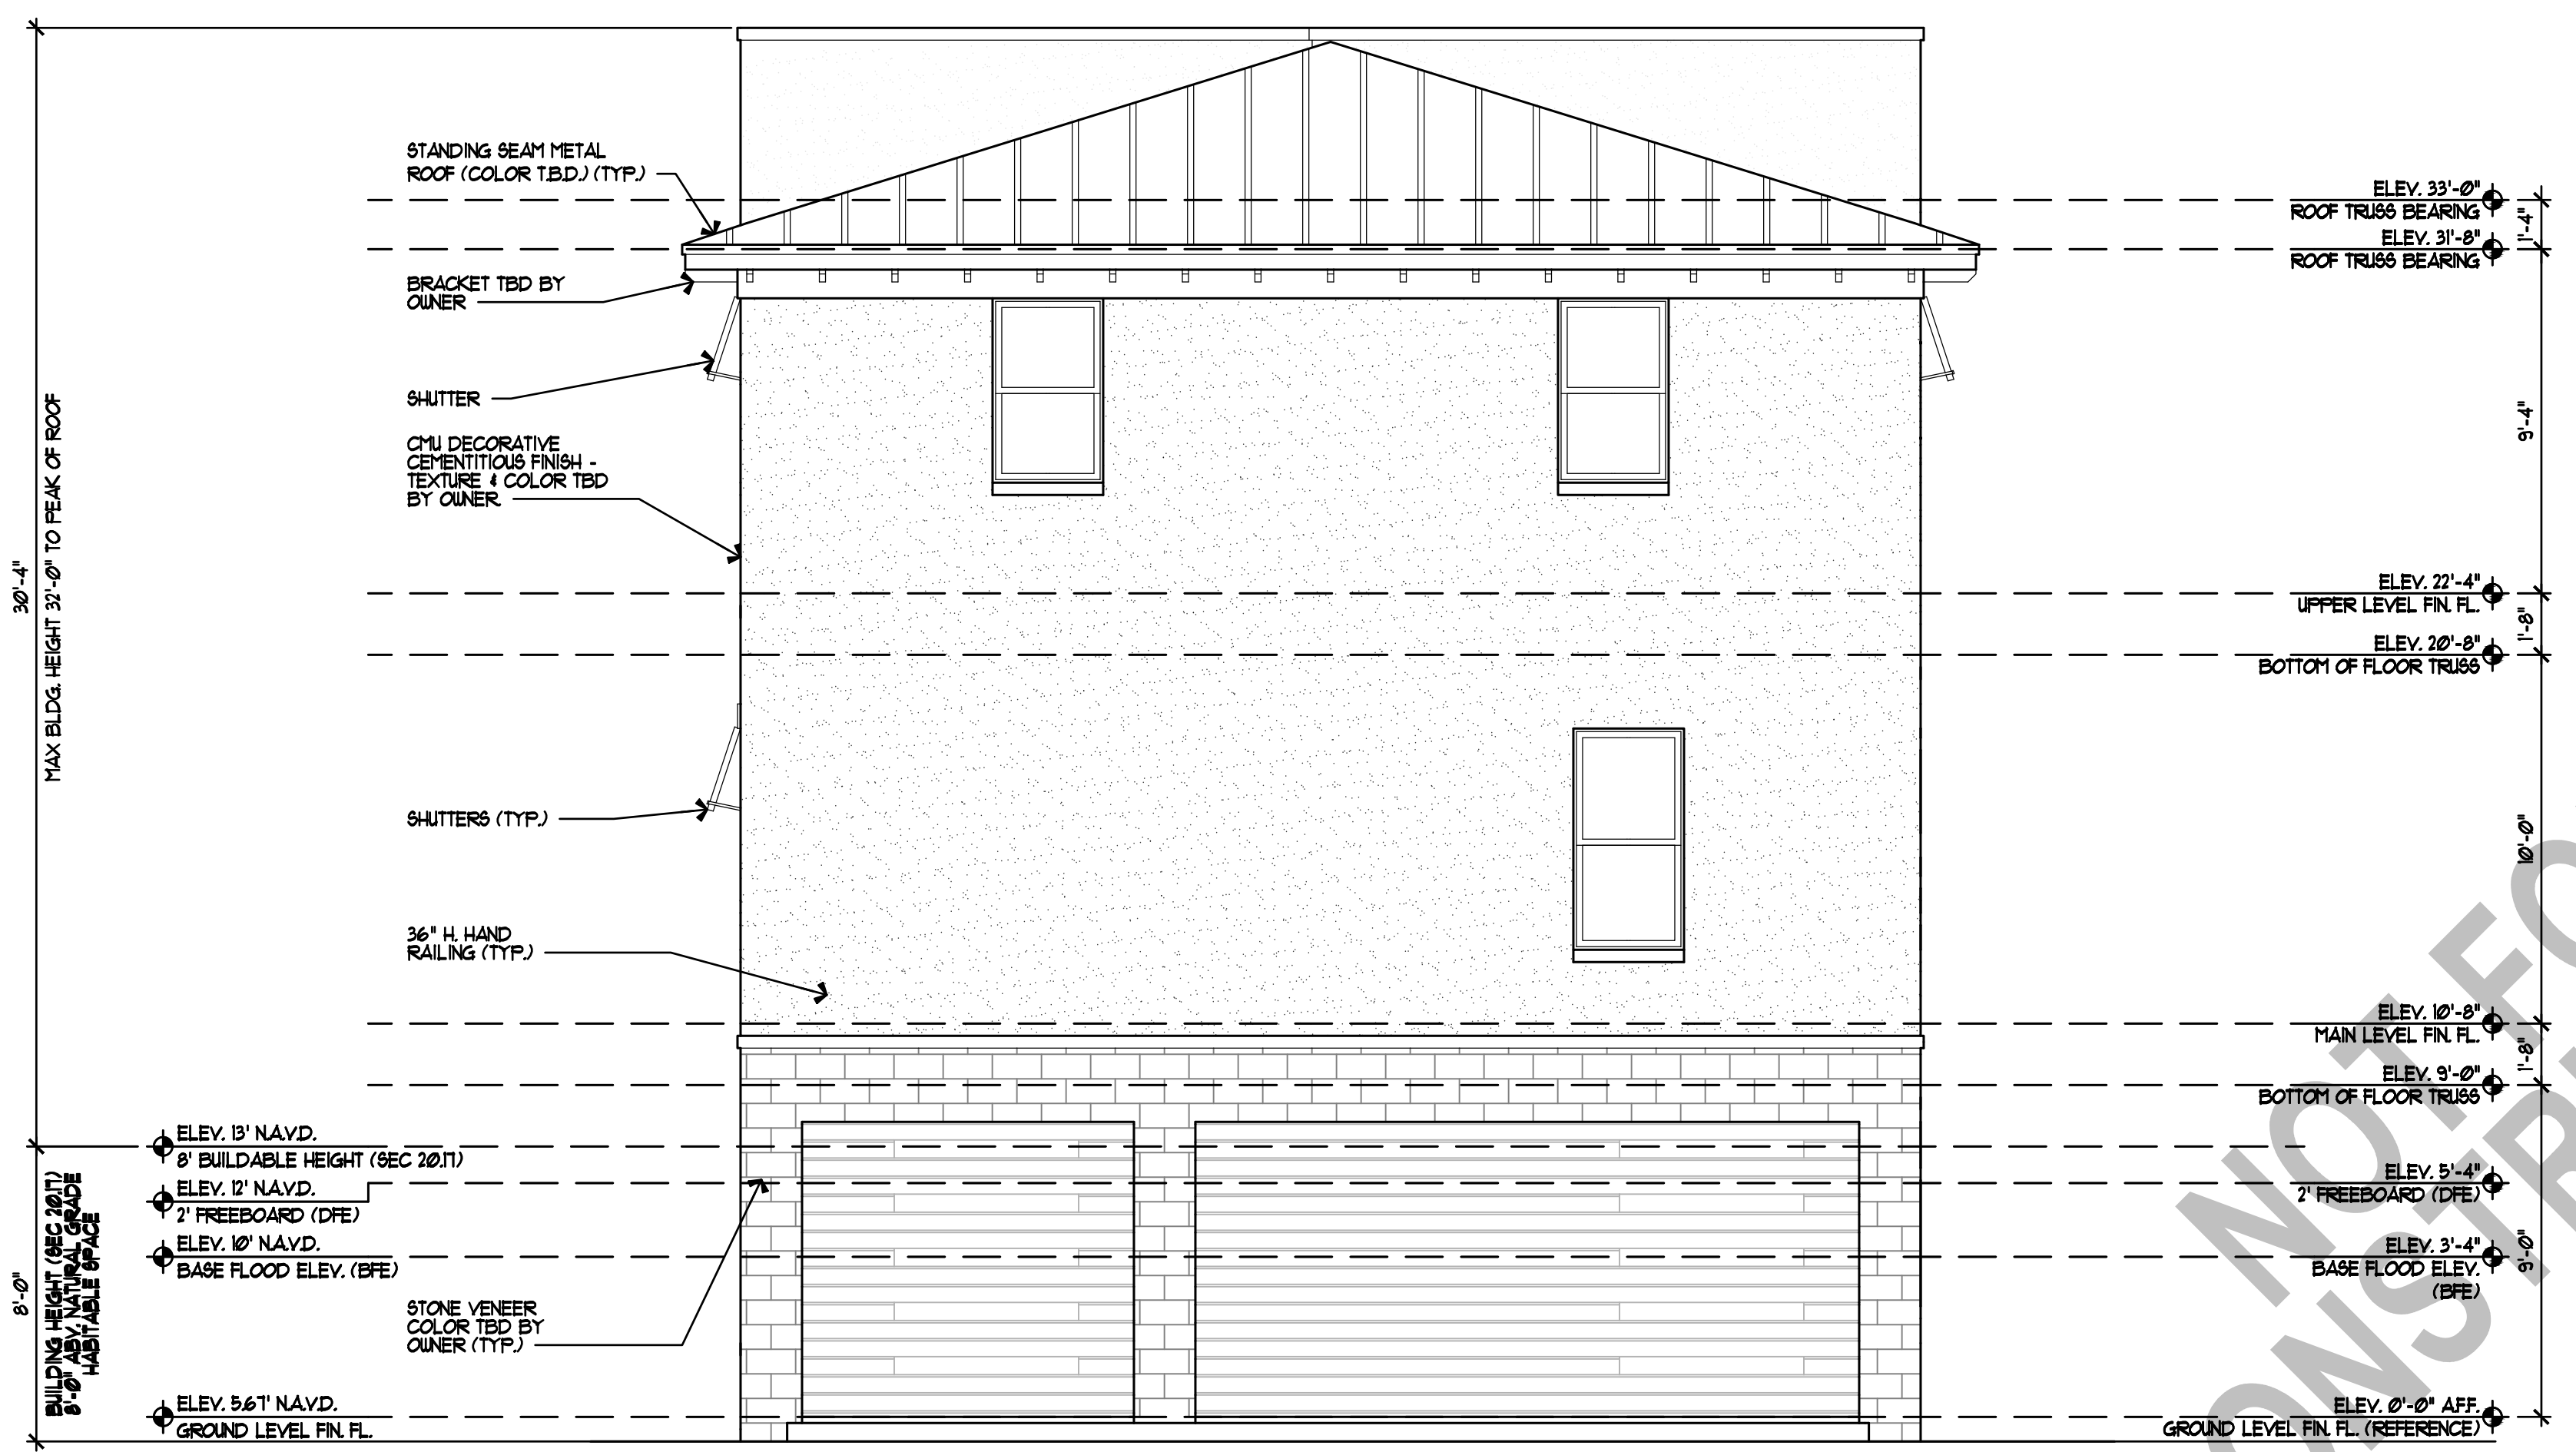 STANDING SEAM METAL
ROOF (COLOR T.B.D.) (TYP.)
BRACKET TBD BY
OWNER
SHUTTER
CMU DECORATIVE
CEMENTITIOUS FINISH -
TEXTURE & COLOR TBD
BY OWNER
SHUTTERS (TYP.)
36" H. HAND
RAILING (TYP.)
STONE VENEER
COLOR TBD BY
OWNER (TYP.)
30'-4"
MAX BLDG. HEIGHT 32'-0" TO PEAK OF ROOF
8'-0"
BUILDING HEIGHT (SEC 20.17)
8'-0" ABV. NATURAL GRADE
HABITABLE SPACE
ELEV. 13' N.A.V.D.
8' BUILDABLE HEIGHT (SEC 20.17)
ELEV. 12' N.A.V.D.
2' FREEBOARD (DFE)
ELEV. 10' N.A.V.D.
BASE FLOOD ELEV. (BFE)
ELEV. 5.67' N.A.V.D.
GROUND LEVEL FIN. FL.
ELEV. 33'-0"
ROOF TRUSS BEARING
ELEV. 31'-8"
ROOF TRUSS BEARING
ELEV. 22'-4"
UPPER LEVEL FIN. FL.
ELEV. 20'-8"
BOTTOM OF FLOOR TRUSS
ELEV. 10'-8"
MAIN LEVEL FIN. FL.
ELEV. 9'-0"
BOTTOM OF FLOOR TRUSS
ELEV. 5'-4"
2' FREEBOARD (DFE)
ELEV. 3'-4"
BASE FLOOD ELEV.
(BFE)
ELEV. 0'-0" A.F.F.
GROUND LEVEL FIN. FL. (REFERENCE)
1'-4"
9'-4"
1'-8"
10'-0"
1'-8"
9'-0"
NOT FO
ONSTR